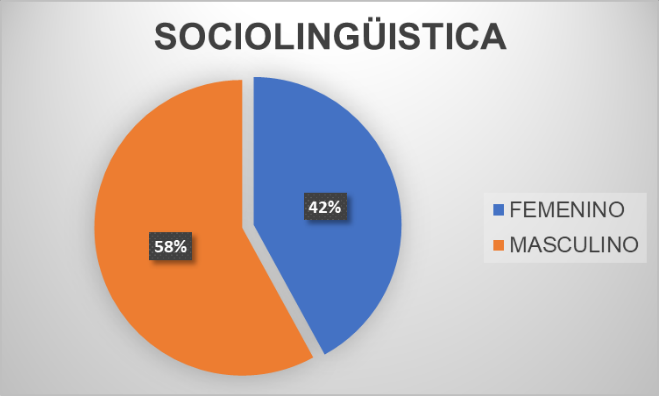 SOCIOLINGÜISTICA
42%
58%
FEMENINO
MASCULINO